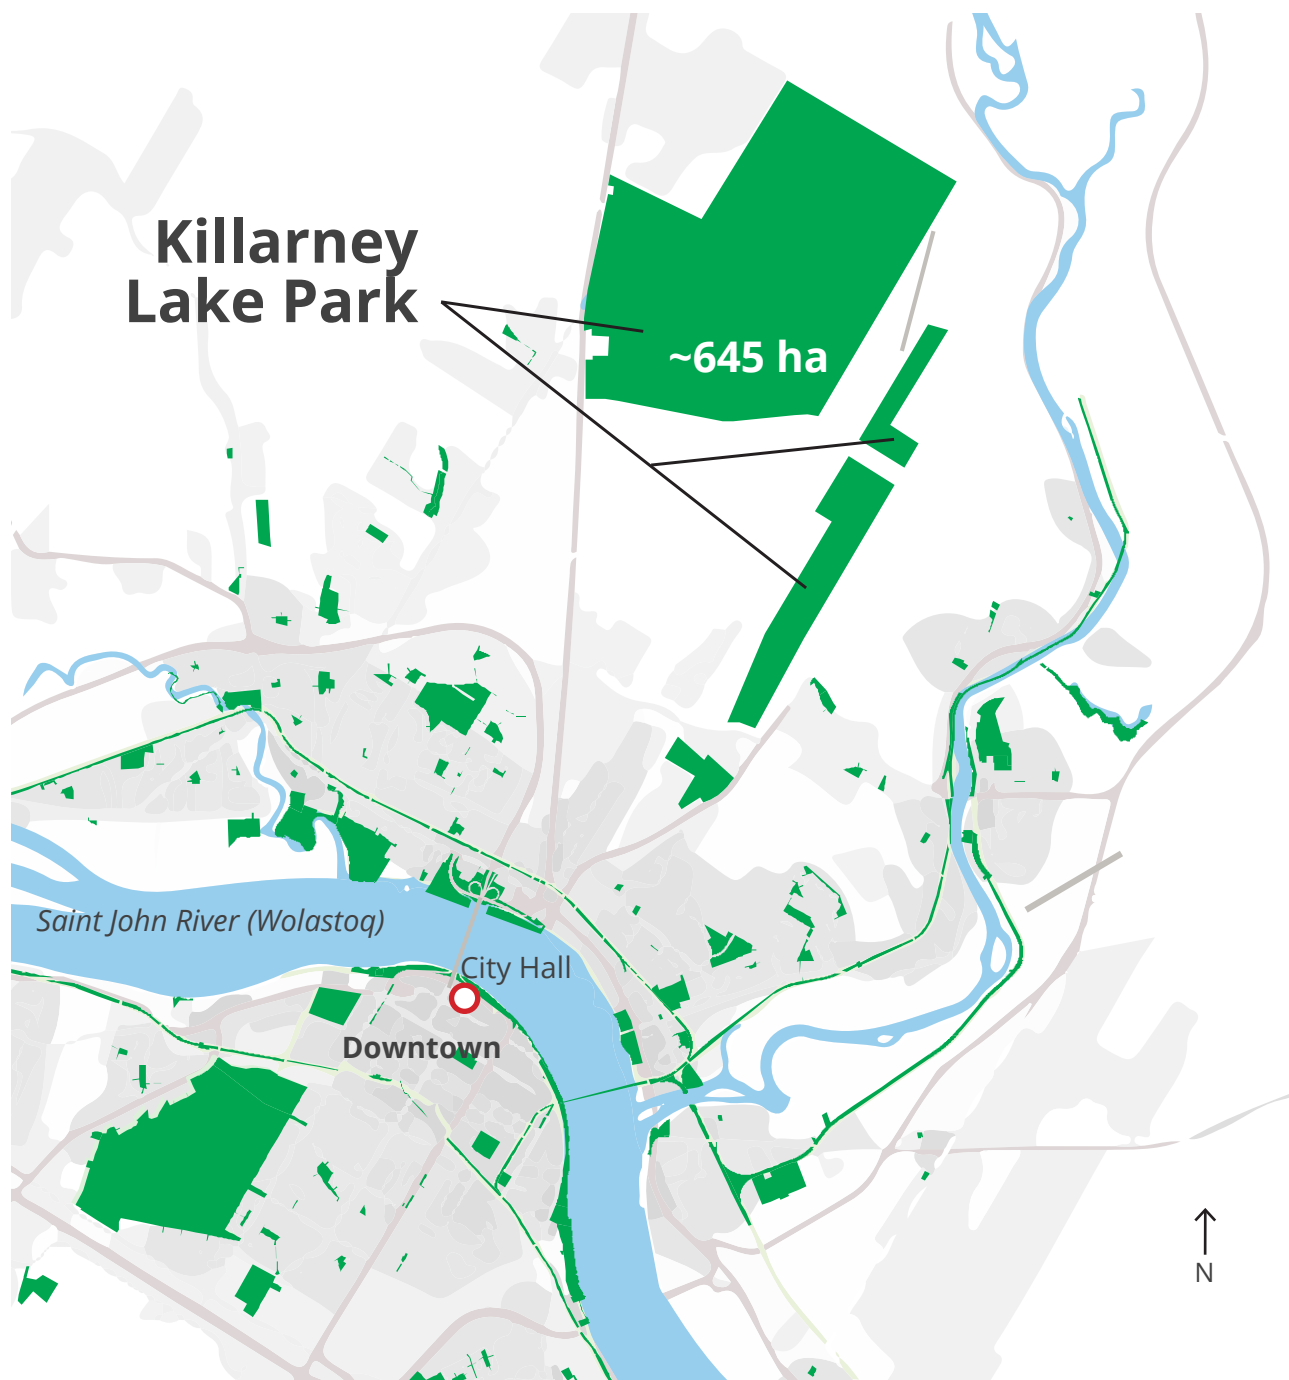 Killarney
Lake Park
~645 ha
Saint John River (Wolastoq)
City Hall
Downtown
N